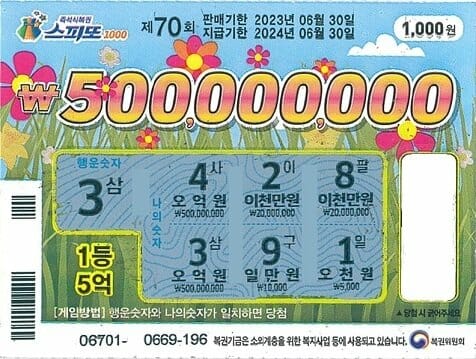 즉석식복권
스피또1000
제70회
판매기한 2023년 06월 30일
지급기한 2024년 06월 30일
1,000원
₩500,000,000
행운숫자
3 삼
나의숫자
4 사 2 이 8 팔
오억원 이천만원 이천만원
₩500,000,000 ₩20,000,000 ₩20,000,000
3 삼 9 구 1 일
오억원 일만원 오천원
₩500,000,000 ₩10,000 ₩5,000
1등
5억
[게임방법] 행운숫자와 나의숫자가 일치하면 당첨
▲당첨시 긁어주세요
06701- 0669-196 복권기금은 소외계층을 위한 복지사업 등에 사용되고 있습니다. 복권위원회